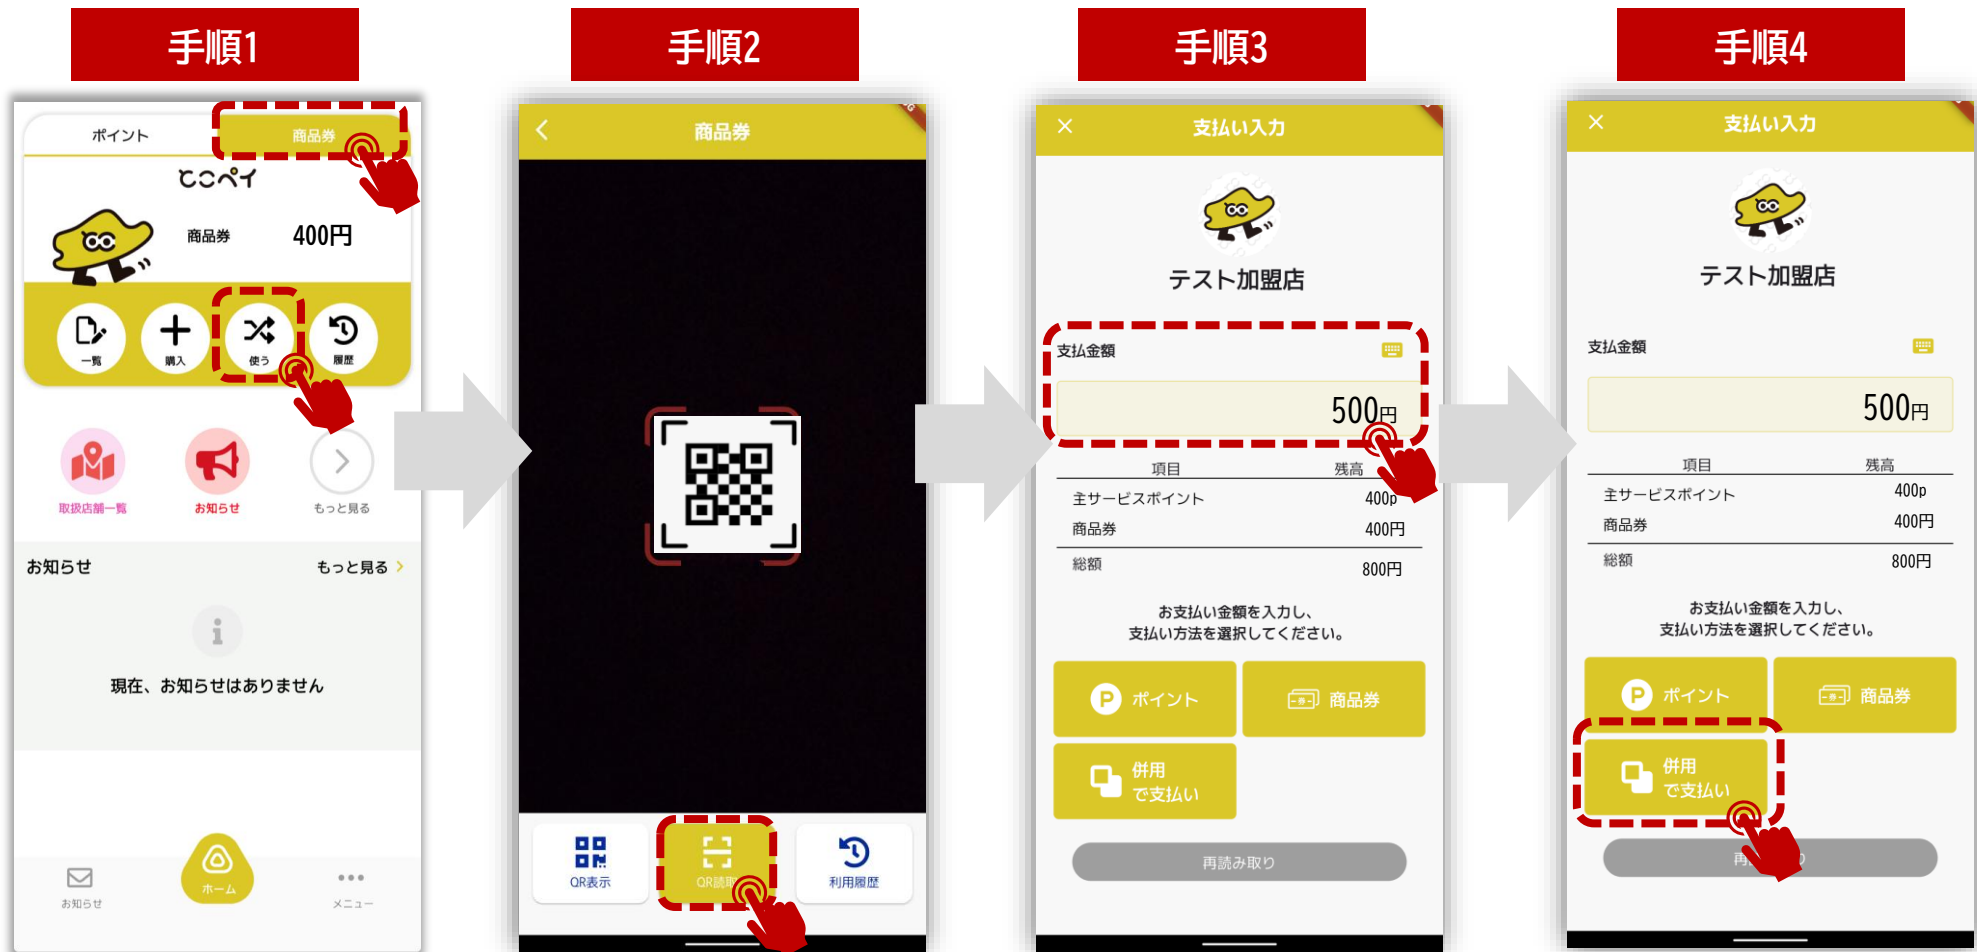 手順1
ポイント
商品券
とこペイ
商品券
400円
一覧
購入
使う
履歴
取扱店舗一覧
お知らせ
もっと見る
お知らせ
もっと見る
現在、お知らせはありません
お知らせ
ホーム
メニュー
手順2
商品券
QR表示
QR読取
利用履歴
手順3
支払い入力
テスト加盟店
支払金額
500円
項目 残高
主サービスポイント 400p
商品券 400円
総額 800円
お支払い金額を入力し、
支払い方法を選択してください。
P ポイント
券 商品券
併用
で支払い
再読み取り
手順4
支払い入力
テスト加盟店
支払金額
500円
項目 残高
主サービスポイント 400p
商品券 400円
総額 800円
お支払い金額を入力し、
支払い方法を選択してください。
P ポイント
券 商品券
併用
で支払い